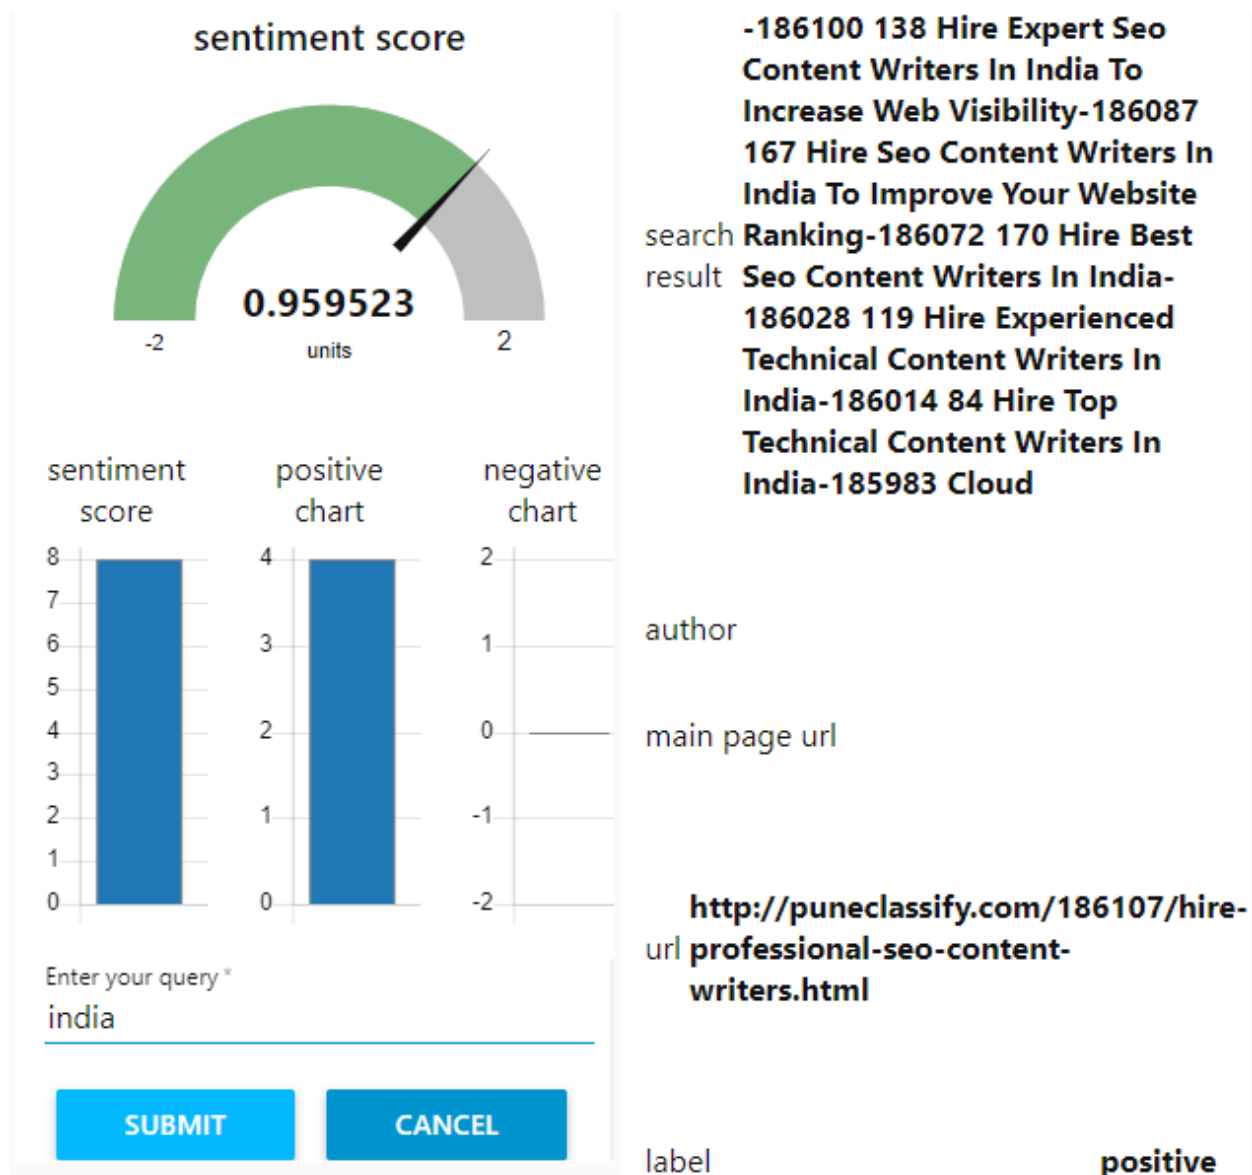 sentiment score
0.959523
-2
units
2
sentiment
score
8
7
6
5
4
3
2
1
0
positive
chart
4
3
2
1
0
negative
chart
2
1
0
-1
-2
Enter your query *
india
SUBMIT
CANCEL
search
result
-186100 138 Hire Expert Seo
Content Writers In India To
Increase Web Visibility-186087
167 Hire Seo Content Writers In
India To Improve Your Website
Ranking-186072 170 Hire Best
Seo Content Writers In India-
186028 119 Hire Experienced
Technical Content Writers In
India-186014 84 Hire Top
Technical Content Writers In
India-185983 Cloud
author
main page url
url
http://puneclassify.com/186107/hire-
professional-seo-content-
writers.html
label
positive